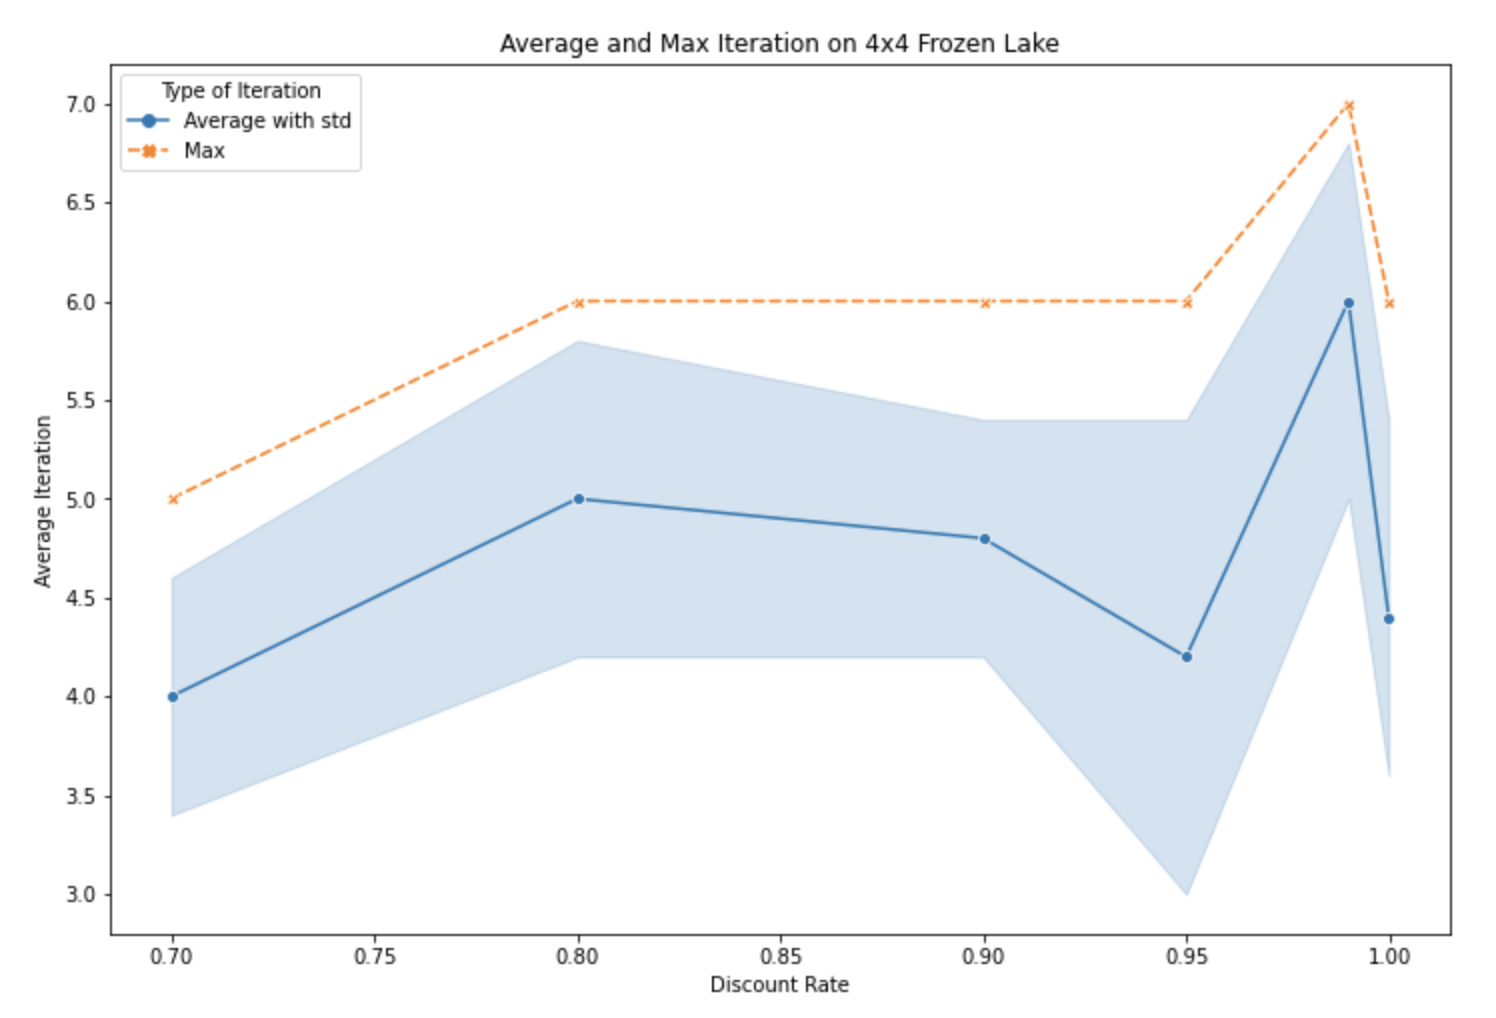 Average and Max Iteration on 4x4 Frozen Lake
Type of Iteration
Average with std
Max
7.0
6.5
6.0
5.5
5.0
4.5
4.0
3.5
3.0
Average Iteration
0.70 0.75 0.80 0.85 0.90 0.95 1.00
Discount Rate